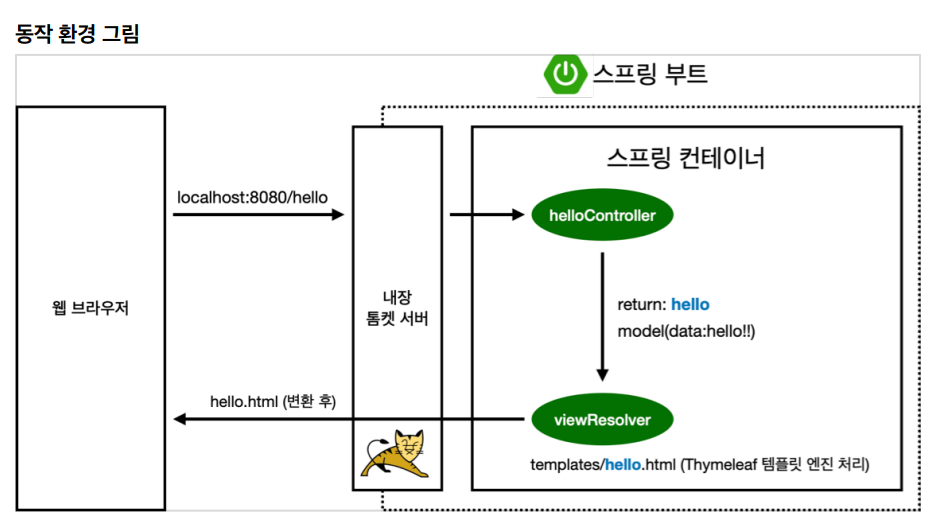 동작 환경 그림
스프링 부트
스프링 컨테이너
localhost:8080/hello
helloController
웹 브라우저
내장
톰켓 서버
return: hello
model(data:hello!!)
hello.html (변환 후)
viewResolver
templates/hello.html (Thymeleaf 템플릿 엔진 처리)